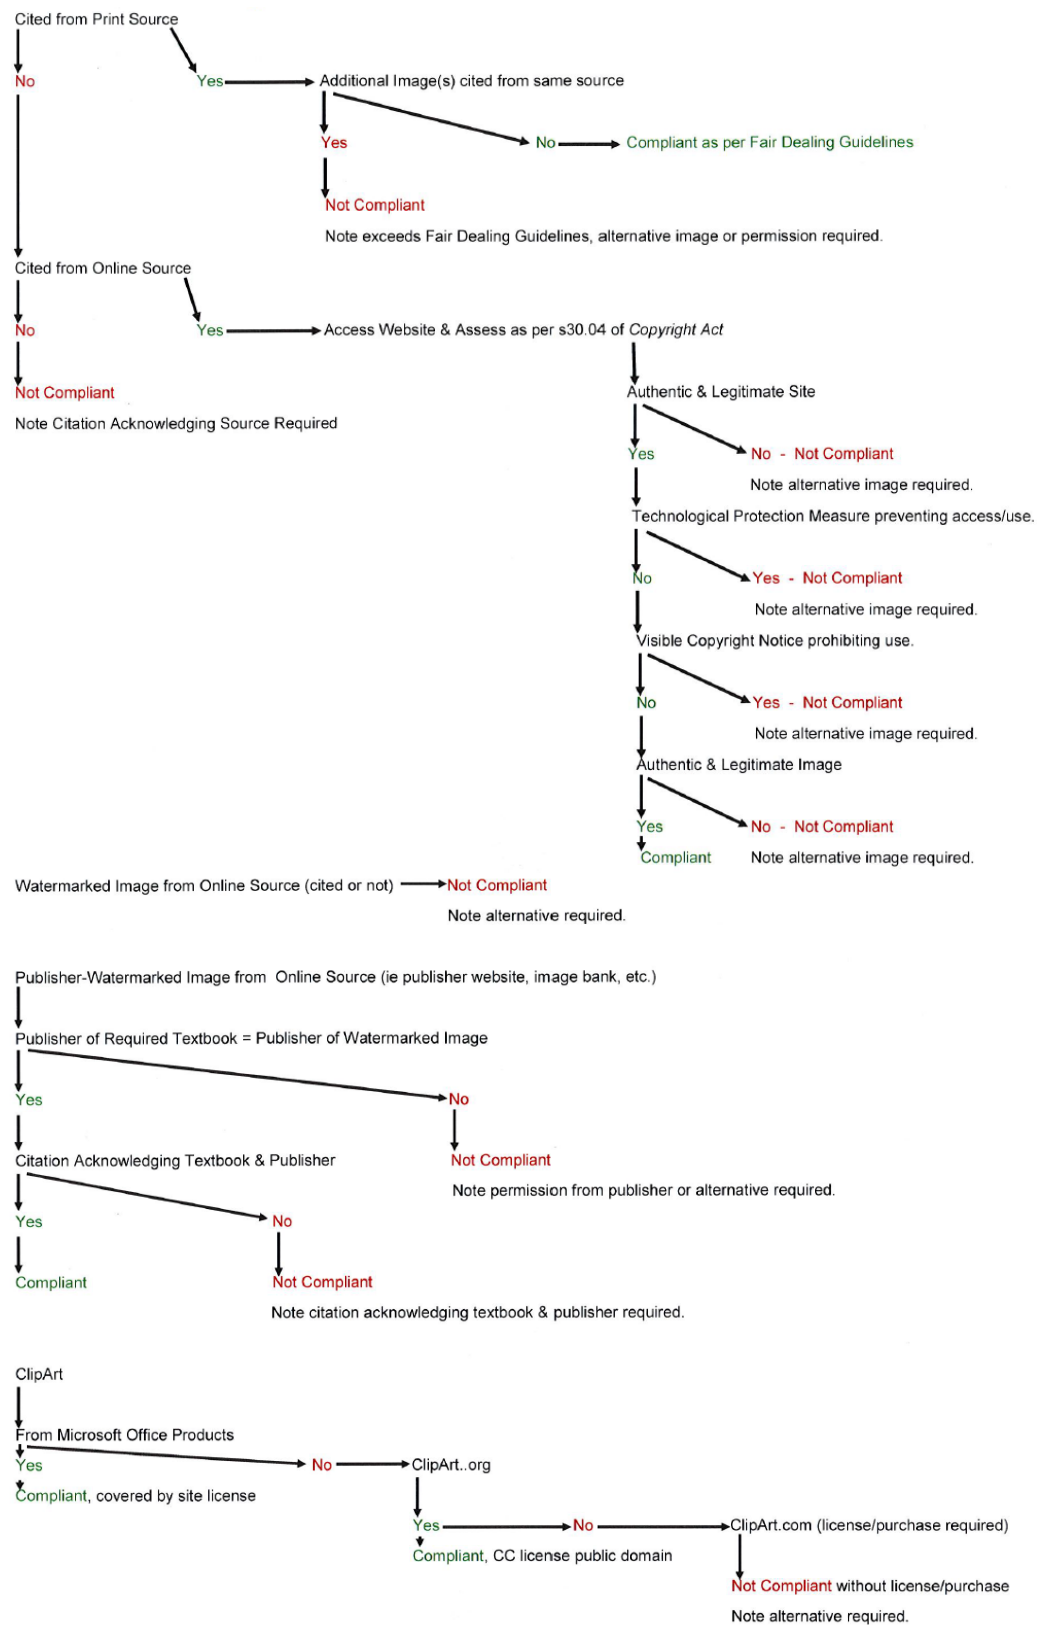 Cited from Print Source
No
Yes
Additional Image(s) cited from same source
Yes
No
Compliant as per Fair Dealing Guidelines
Not Compliant
Note exceeds Fair Dealing Guidelines, alternative image or permission required.
Cited from Online Source
No
Yes
Access Website & Assess as per s30.04 of Copyright Act
Not Compliant
Note Citation Acknowledging Source Required
Authentic & Legitimate Site
Yes
No - Not Compliant
Note alternative image required.
Technological Protection Measure preventing access/use.
No
Yes - Not Compliant
Note alternative image required.
Visible Copyright Notice prohibiting use.
No
Yes - Not Compliant
Note alternative image required.
Authentic & Legitimate Image
Yes
No - Not Compliant
Compliant
Note alternative image required.
Watermarked Image from Online Source (cited or not)
Not Compliant
Note alternative required.
Publisher-Watermarked Image from Online Source (ie publisher website, image bank, etc.)
Publisher of Required Textbook = Publisher of Watermarked Image
Yes
No
Citation Acknowledging Textbook & Publisher
Not Compliant
Note permission from publisher or alternative required.
Yes
No
Compliant
Not Compliant
Note citation acknowledging textbook & publisher required.
ClipArt
From Microsoft Office Products
Yes
No
ClipArt..org
Compliant, covered by site license
Yes
No
ClipArt.com (license/purchase required)
Compliant, CC license public domain
Not Compliant without license/purchase
Note alternative required.